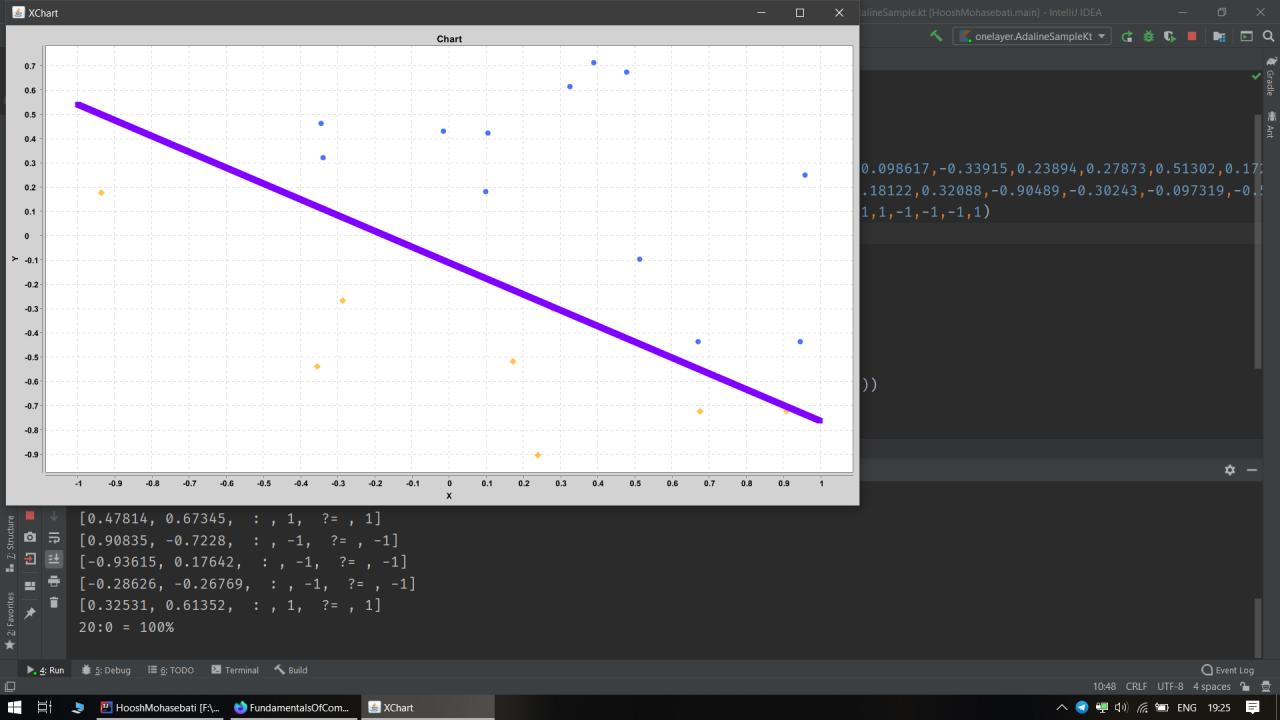 XChart
alineSample.kt [HooshMohasebati.main] - IntelliJ IDEA
onelayer.AdalineSampleKt
Chart
0.7
0.6
0.5
0.4
0.3
0.2
0.1
0
-0.1
-0.2
-0.3
-0.4
-0.5
-0.6
-0.7
-0.8
-0.9
Y
-1 -0.9 -0.8 -0.7 -0.6 -0.5 -0.4 -0.3 -0.2 -0.1 0 0.1 0.2 0.3 0.4 0.5 0.6 0.7 0.8 0.9 1
X
0.098617,-0.33915,0.23894,0.27873,0.51302,0.17
.18122,0.32088,-0.90489,-0.30243,-0.097319,-0.
1,1,-1,-1,-1,1)
))
Gradle
Ant
7: Structure
2: Favorites
[0.47814, 0.67345,  : , 1,  ?= , 1]
[0.90835, -0.7228,  : , -1,  ?= , -1]
[-0.93615, 0.17642,  : , -1,  ?= , -1]
[-0.28626, -0.26769,  : , -1,  ?= , -1]
[0.32531, 0.61352,  : , 1,  ?= , 1]
20:0 = 100%
4: Run 5: Debug 6: TODO Terminal Build Event Log
10:48 CRLF UTF-8 4 spaces
HooshMohasebati [F:\... FundamentalsOfCom... XChart ENG 19:25